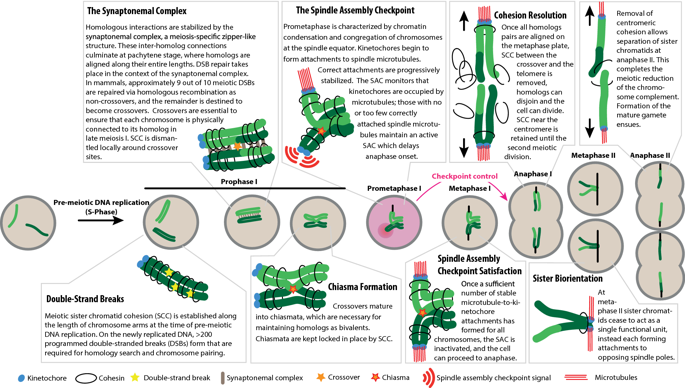 The Synaptonemal Complex
Homologous interactions are stabilized by the
synaptonemal complex, a meiosis-specific zipper-like
structure. These inter-homolog connections
culminate at pachytene stage, where homologs are
aligned along their entire lengths. DSB repair takes
place in the context of the synaptonemal complex.
In mammals, approximately 9 out of 10 meiotic DSBs
are repaired via homologous recombination as
non-crossovers, and the remainder is destined to
become crossovers. Crossovers are essential to
ensure that each chromosome is physically
connected to its homolog in
late meiosis I. SCC is disman-
tled locally around crossover
sites.
The Spindle Assembly Checkpoint
Prometaphase is characterized by chromatin
condensation and congregation of chromosomes
at the spindle equator. Kinetochores begin to
form attachments to spindle microtubules.
Correct attachments are progressively
stabilized. The SAC monitors that
kinetochores are occupied by
microtubules; those with no
or too few correctly
attached spindle microtu-
bules maintain an active
SAC which delays
anaphase onset.
Cohesion Resolution
Once all homologs
pairs are aligned on
the metaphase plate,
SCC between the
crossover and the
telomere is
removed,
homologs can
disjoin and the
cell can divide.
SCC near the
centromere is
retained until the
second meiotic
division.
Removal of
centromeric
cohesion allows
separation of sister
chromatids at
anaphase II. This
completes the
meiotic reduction
of the chromo-
some complement.
Formation of the
mature gamete
ensues.
Pre-meiotic DNA replication
(S-Phase)
Prophase I
Prometaphase I
Checkpoint control
Metaphase I
Anaphase I
Metaphase II
Anaphase II
Double-Strand Breaks
Meiotic sister chromatid cohesion (SCC) is established along
the length of chromosome arms at the time of pre-meiotic
DNA replication. On the newly replicated DNA, >200
programmed double-stranded breaks (DSBs) form that are
required for homology search and chromosome pairing.
Chiasma Formation
Crossovers mature
into chiasmata, which are necessary for
maintaining homologs as bivalents.
Chiasmata are kept locked in place by SCC.
Spindle Assembly
Checkpoint Satisfaction
Once a sufficient
number of stable
microtubule-to-ki-
netochore
attachments has
formed for all
chromosomes, the SAC is
inactivated, and the cell
can proceed to anaphase.
Sister Biorientation
At
meta-
phase II sister chromat-
ids cease to act as a
single functional unit,
instead each forming
attachments to
opposing spindle poles.
Kinetochore
Cohesin
Double-strand break
Synaptonemal complex
Crossover
Chiasma
Spindle assembly checkpoint signal
Microtubules